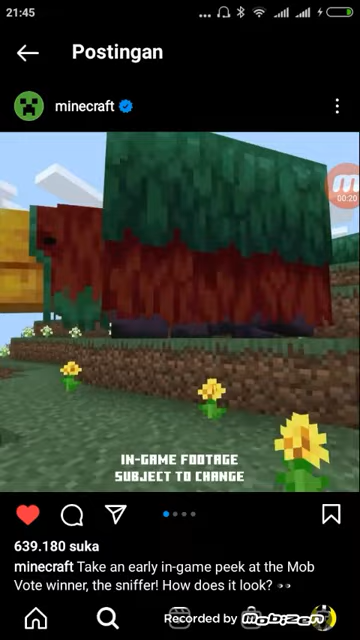 21:45
Postingan
minecraft
00:20
IN-GAME FOOTAGE
SUBJECT TO CHANGE
639.180 suka
minecraft Take an early in-game peek at the Mob
Vote winner, the sniffer! How does it look? 👀
Recorded by mobizen